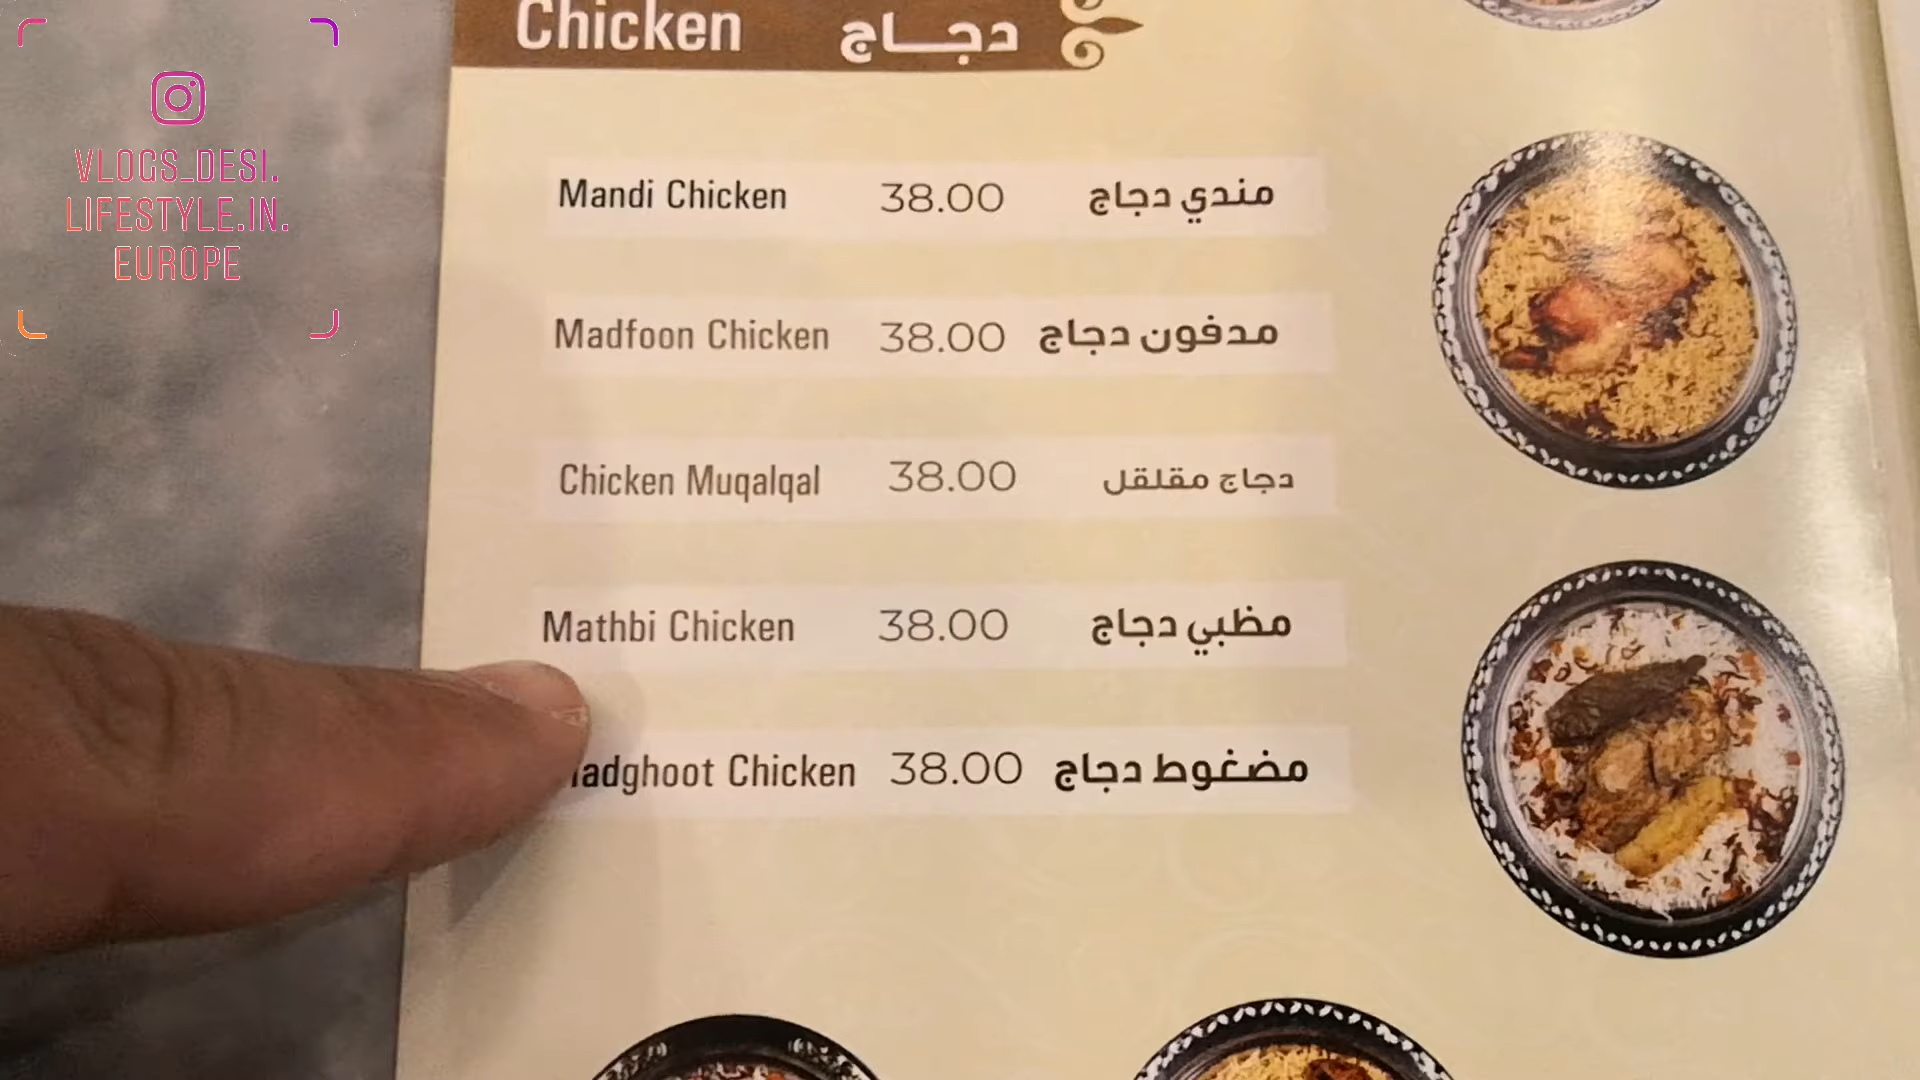 VLOGS_DESI.
LIFESTYLE.IN.
EUROPE
Chicken دجاج
Mandi Chicken 38.00 مندي دجاج
Madfoon Chicken 38.00 مدفون دجاج
Chicken Muqalqal 38.00 دجاج مقلقل
Mathbi Chicken 38.00 مظبي دجاج
adghoot Chicken 38.00 مضغوط دجاج